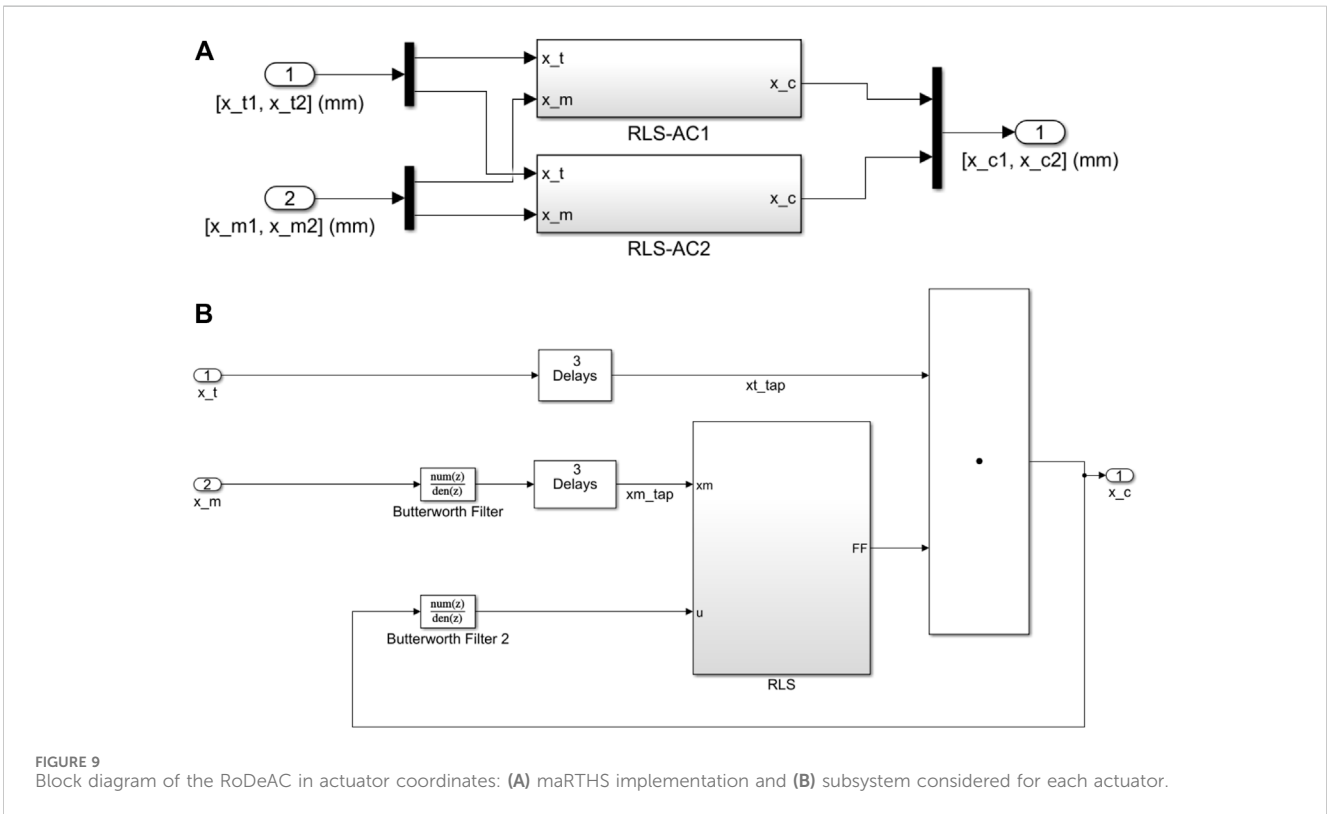 A
1
[x_t1, x_t2] (mm)
2
[x_m1, x_m2] (mm)
x_t
x_m
x_c
RLS-AC1
x_t
x_m
x_c
RLS-AC2
1
[x_c1, x_c2] (mm)
B
1
x_t
3
Delays
xt_tap
2
x_m
num(z)
den(z)
Butterworth Filter
3
Delays
xm_tap
xm
FF
u
RLS
num(z)
den(z)
Butterworth Filter 2
1
x_c
FIGURE 9
Block diagram of the RoDeAC in actuator coordinates: (A) maRTHS implementation and (B) subsystem considered for each actuator.